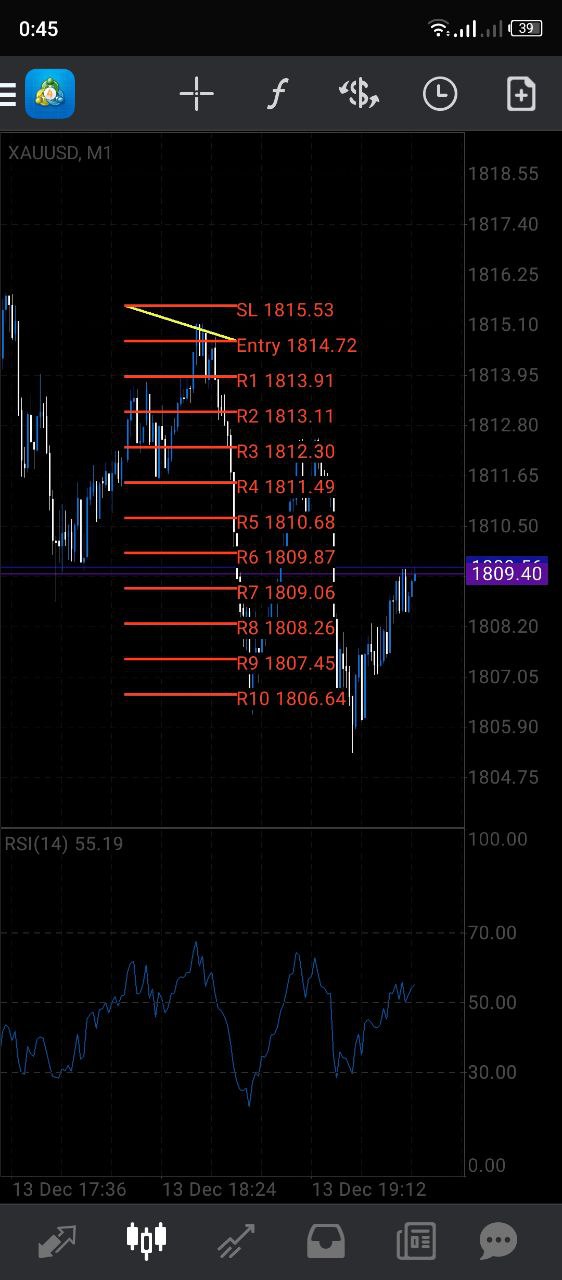 0:45
39
XAUUSD, M1
1818.55
1817.40
1816.25
1815.10
1813.95
1812.80
1811.65
1810.50
1809.40
1808.20
1807.05
1805.90
1804.75
SL 1815.53
Entry 1814.72
R1 1813.91
R2 1813.11
R3 1812.30
R4 1811.49
R5 1810.68
R6 1809.87
R7 1809.06
R8 1808.26
R9 1807.45
R10 1806.64
RSI(14) 55.19
100.00
70.00
50.00
30.00
0.00
13 Dec 17:36
13 Dec 18:24
13 Dec 19:12